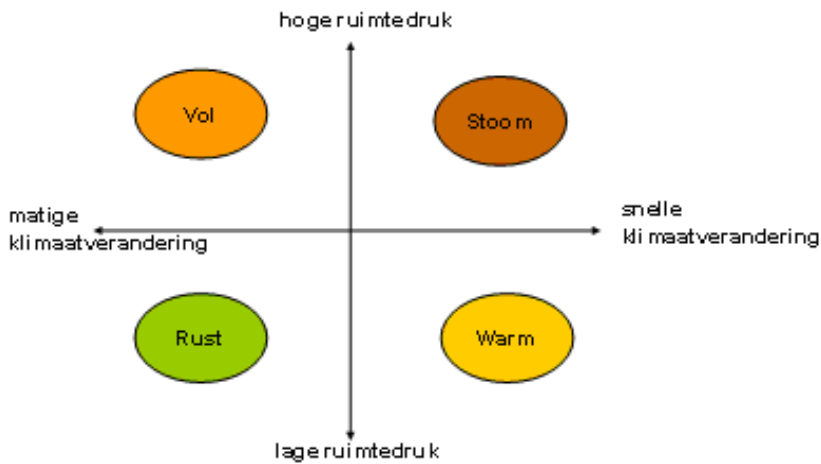 hoge ruimtedruk
Vol
Stoom
matige
klimaatverandering
snelle
klimaatverandering
Rust
Warm
lage ruimtedruk